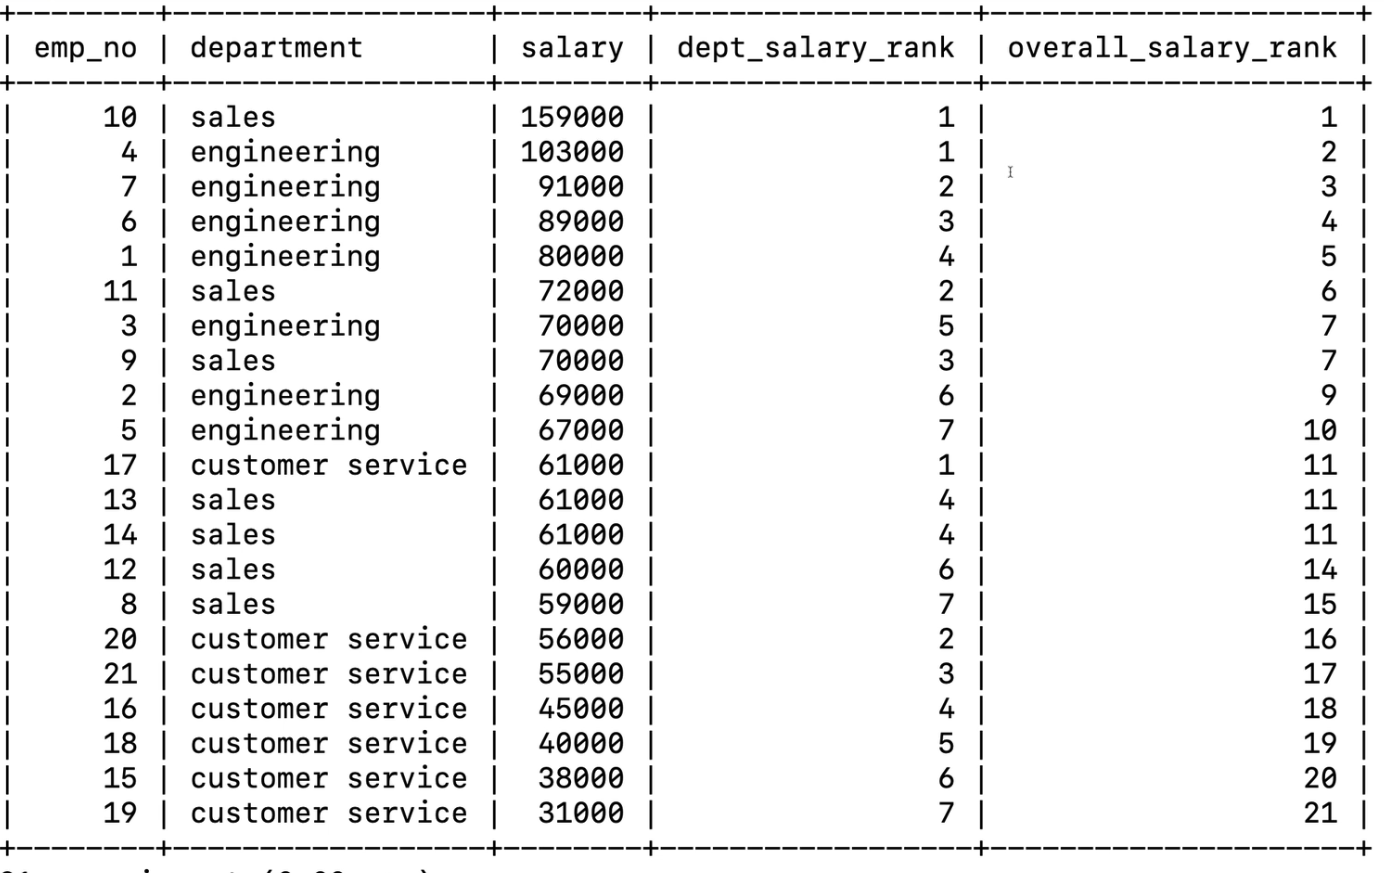 +--------+------------------+--------+------------------+---------------------+
| emp_no | department       | salary | dept_salary_rank | overall_salary_rank |
+--------+------------------+--------+------------------+---------------------+
|     10 | sales            | 159000 |                1 |                   1 |
|      4 | engineering      | 103000 |                1 |                   2 |
|      7 | engineering      |  91000 |                2 |                   3 |
|      6 | engineering      |  89000 |                3 |                   4 |
|      1 | engineering      |  80000 |                4 |                   5 |
|     11 | sales            |  72000 |                2 |                   6 |
|      3 | engineering      |  70000 |                5 |                   7 |
|      9 | sales            |  70000 |                3 |                   7 |
|      2 | engineering      |  69000 |                6 |                   9 |
|      5 | engineering      |  67000 |                7 |                  10 |
|     17 | customer service |  61000 |                1 |                  11 |
|     13 | sales            |  61000 |                4 |                  11 |
|     14 | sales            |  61000 |                4 |                  11 |
|     12 | sales            |  60000 |                6 |                  14 |
|      8 | sales            |  59000 |                7 |                  15 |
|     20 | customer service |  56000 |                2 |                  16 |
|     21 | customer service |  55000 |                3 |                  17 |
|     16 | customer service |  45000 |                4 |                  18 |
|     18 | customer service |  40000 |                5 |                  19 |
|     15 | customer service |  38000 |                6 |                  20 |
|     19 | customer service |  31000 |                7 |                  21 |
+--------+------------------+--------+------------------+---------------------+